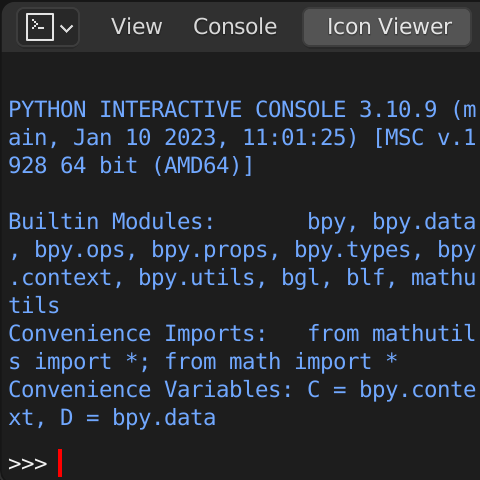 View Console Icon Viewer
PYTHON INTERACTIVE CONSOLE 3.10.9 (m
ain, Jan 10 2023, 11:01:25) [MSC v.1
928 64 bit (AMD64)]
Builtin Modules:       bpy, bpy.data
, bpy.ops, bpy.props, bpy.types, bpy
.context, bpy.utils, bgl, blf, mathu
tils
Convenience Imports:   from mathutil
s import *; from math import *
Convenience Variables: C = bpy.conte
xt, D = bpy.data
>>>